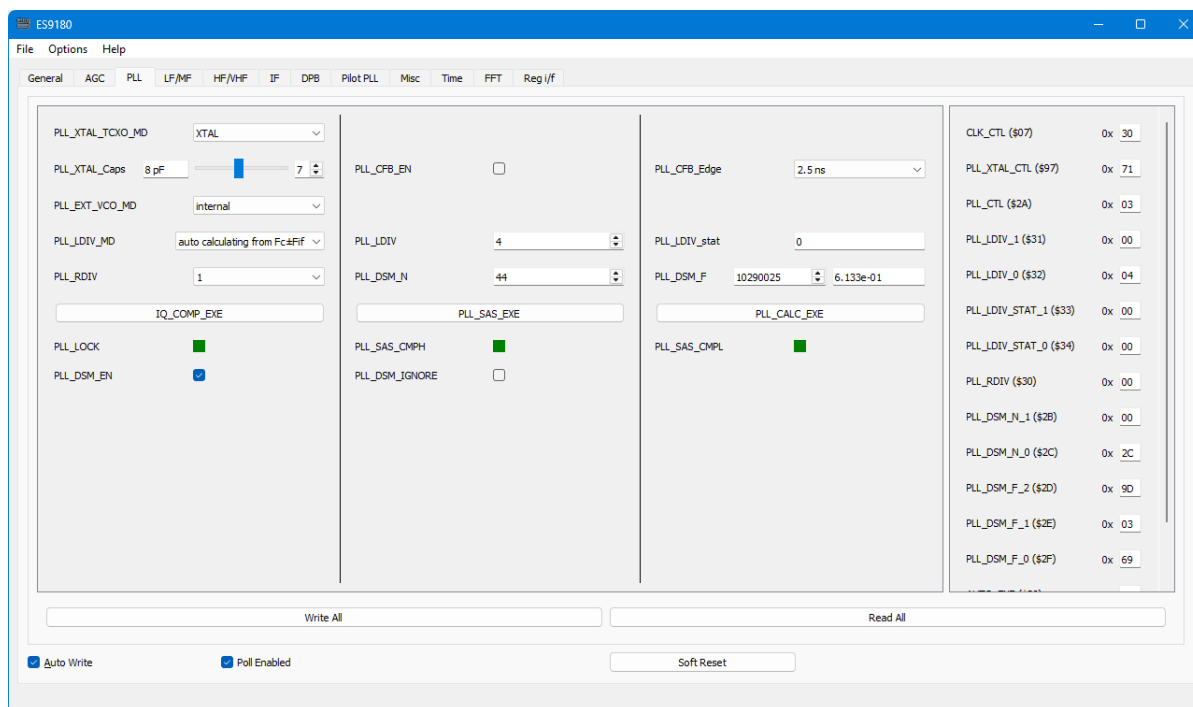 ES9180
File Options Help
General AGC PLL LF/MF HF/VHF IF DPB Pilot PLL Misc Time FFT Reg i/f
PLL_XTAL_TCXO_MD XTAL CLK_CTL ($07) 0x 30
PLL_XTAL_Caps 8 pF 7 PLL_CFB_EN PLL_CFB_Edge 2.5 ns PLL_XTAL_CTL ($97) 0x 71
PLL_EXT_VCO_MD internal PLL_CTL ($2A) 0x 03
PLL_LDIV_MD auto calculating from Fc±Fif PLL_LDIV 4 PLL_LDIV_stat 0 PLL_LDIV_1 ($31) 0x 00
PLL_RDIV 1 PLL_DSM_N 44 PLL_DSM_F 10290025 6.133e-01 PLL_LDIV_0 ($32) 0x 04
IQ_COMP_EXE PLL_SAS_EXE PLL_CALC_EXE PLL_LDIV_STAT_1 ($33) 0x 00
PLL_LOCK PLL_SAS_CMPH PLL_SAS_CMPL PLL_LDIV_STAT_0 ($34) 0x 00
PLL_DSM_EN PLL_DSM_IGNORE PLL_RDIV ($30) 0x 00
PLL_DSM_N_1 ($2B) 0x 00
PLL_DSM_N_0 ($2C) 0x 2C
PLL_DSM_F_2 ($2D) 0x 9D
PLL_DSM_F_1 ($2E) 0x 03
PLL_DSM_F_0 ($2F) 0x 69
Write All Read All
Auto Write Poll Enabled Soft Reset